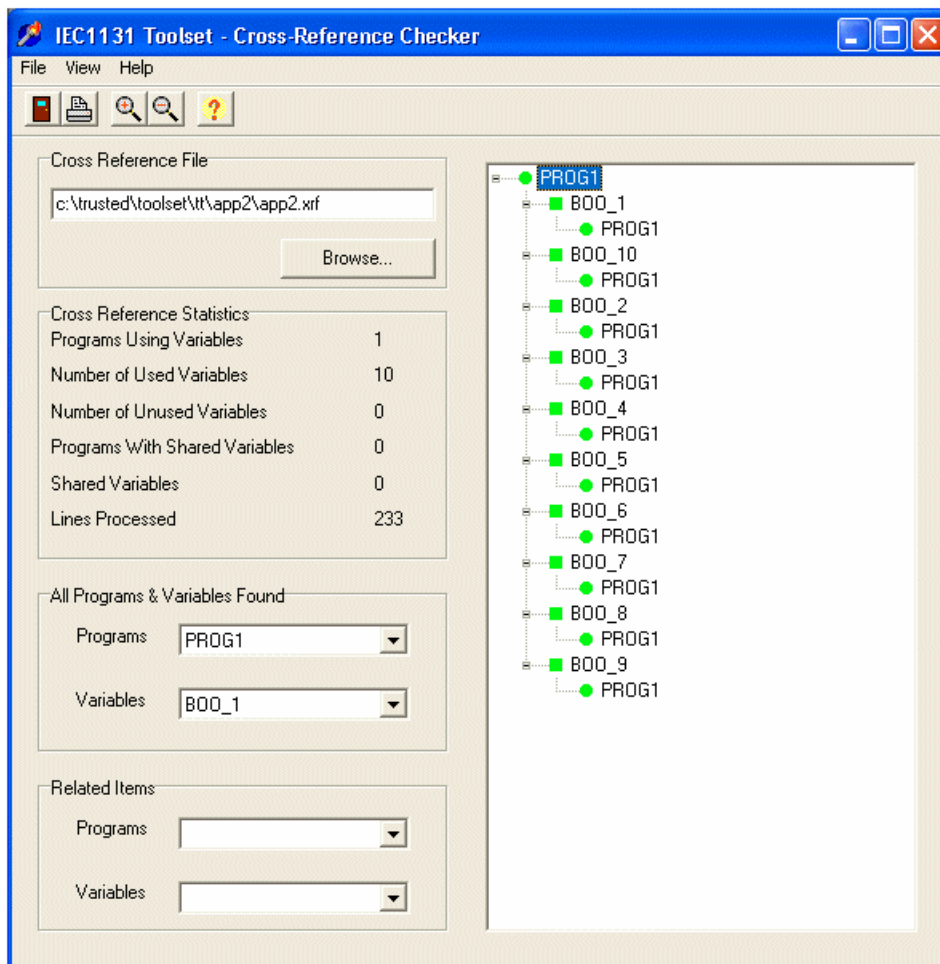 IEC1131 Toolset - Cross-Reference Checker
File View Help
Cross Reference File
c:\trusted\toolset\tt\app2\app2.xrf
Browse...
Cross Reference Statistics
Programs Using Variables 1
Number of Used Variables 10
Number of Unused Variables 0
Programs With Shared Variables 0
Shared Variables 0
Lines Processed 233
All Programs & Variables Found
Programs PROG1
Variables BOO_1
Related Items
Programs
Variables
PROG1
BOO_1
PROG1
BOO_10
PROG1
BOO_2
PROG1
BOO_3
PROG1
BOO_4
PROG1
BOO_5
PROG1
BOO_6
PROG1
BOO_7
PROG1
BOO_8
PROG1
BOO_9
PROG1